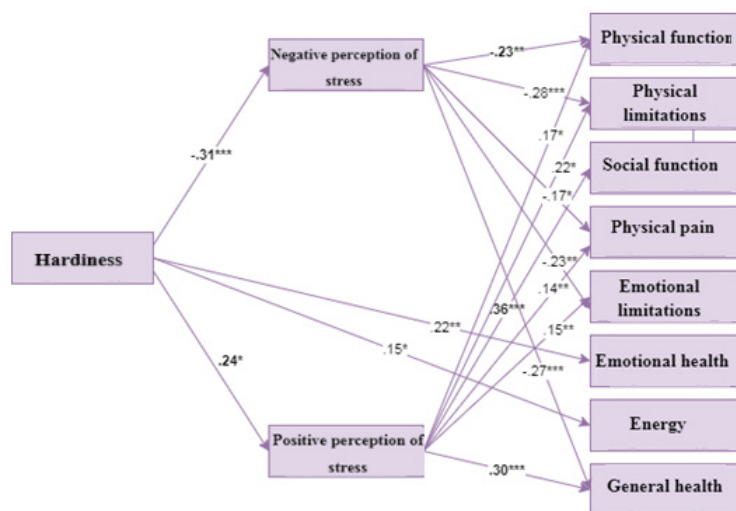 Physical function
Negative perception of
stress
-.23**
Physical
limitations
-.28***
.17*
Social function
-.31***
.22*
-.17*
Physical pain
Hardiness
-.23**
.14**
Emotional
limitations
.36***
.22**
.15**
.15*
Emotional health
.24*
-.27***
Energy
Positive perception of
stress
.30***
General health